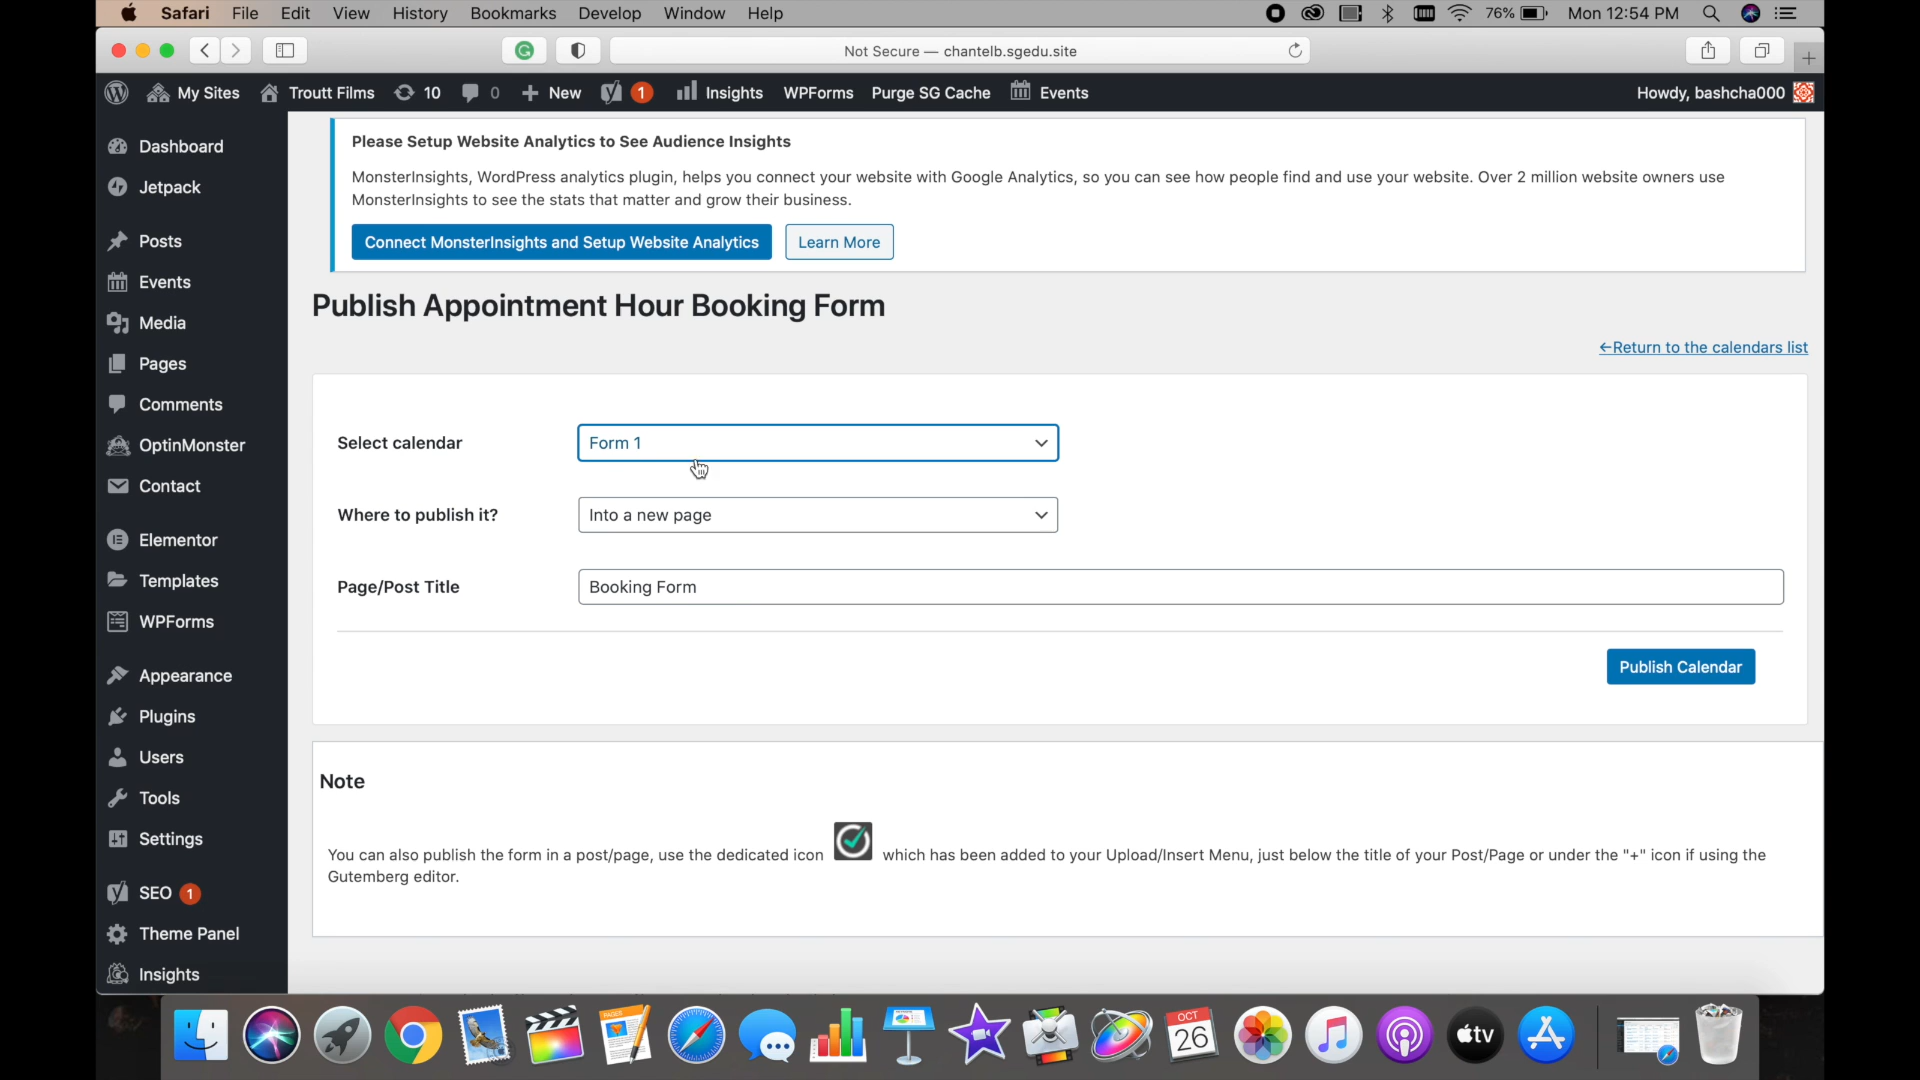 Safari File Edit View History Bookmarks Develop Window Help 76% Mon 12:54 PM
Not Secure — chantelb.sgedu.site
My Sites Troutt Films 10 0 New 1 Insights WPForms Purge SG Cache Events Howdy, bashcha000
Dashboard
Jetpack
Posts
Events
Media
Pages
Comments
OptinMonster
Contact
Elementor
Templates
WPForms
Appearance
Plugins
Users
Tools
Settings
SEO 1
Theme Panel
Insights
Please Setup Website Analytics to See Audience Insights
MonsterInsights, WordPress analytics plugin, helps you connect your website with Google Analytics, so you can see how people find and use your website. Over 2 million website owners use
MonsterInsights to see the stats that matter and grow their business.
Connect MonsterInsights and Setup Website Analytics Learn More
Publish Appointment Hour Booking Form
←Return to the calendars list
Select calendar Form 1
Where to publish it? Into a new page
Page/Post Title Booking Form
Publish Calendar
Note
You can also publish the form in a post/page, use the dedicated icon which has been added to your Upload/Insert Menu, just below the title of your Post/Page or under the "+" icon if using the
Gutemberg editor.
PAGES
OCT
26
tv